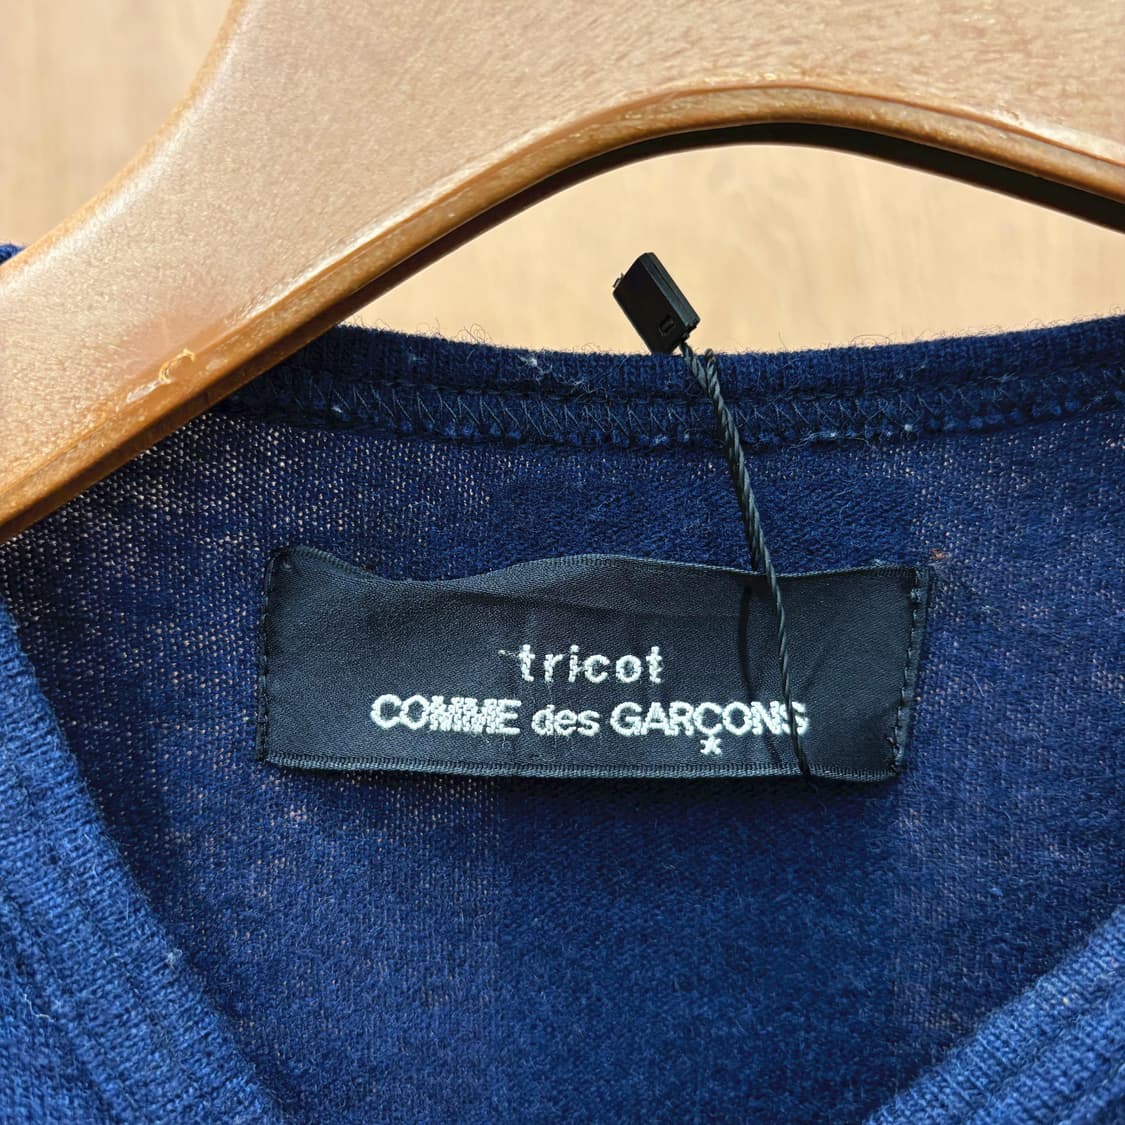 tricot
COMME des GARÇONS
*